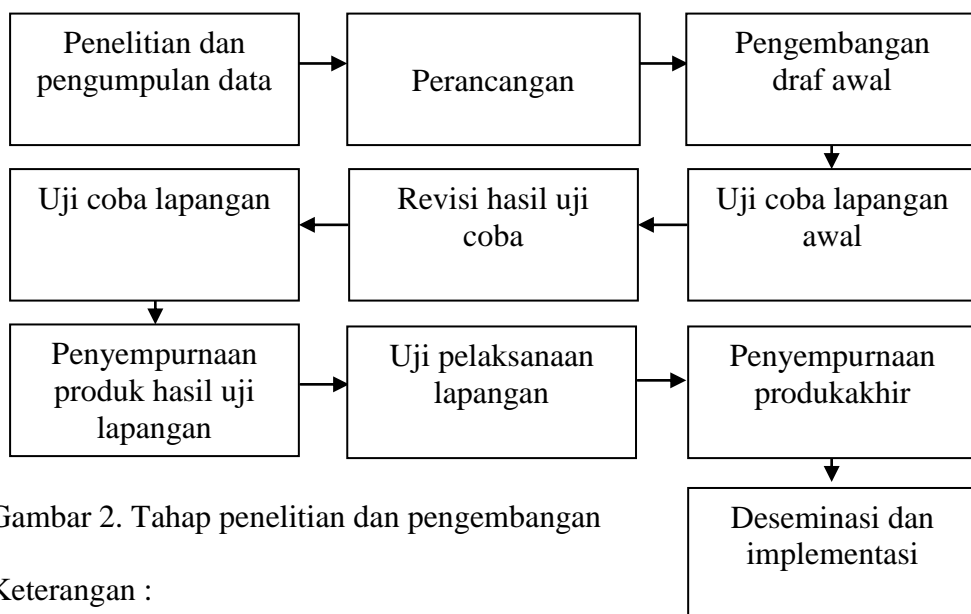 Penelitian dan
pengumpulan data
Perancangan
Pengembangan
draf awal
Uji coba lapangan
awal
Revisi hasil uji
coba
Uji coba lapangan
Penyempurnaan
produk hasil uji
lapangan
Uji pelaksanaan
lapangan
Penyempurnaan
produkakhir
Deseminasi dan
implementasi
Gambar 2. Tahap penelitian dan pengembangan
Keterangan :